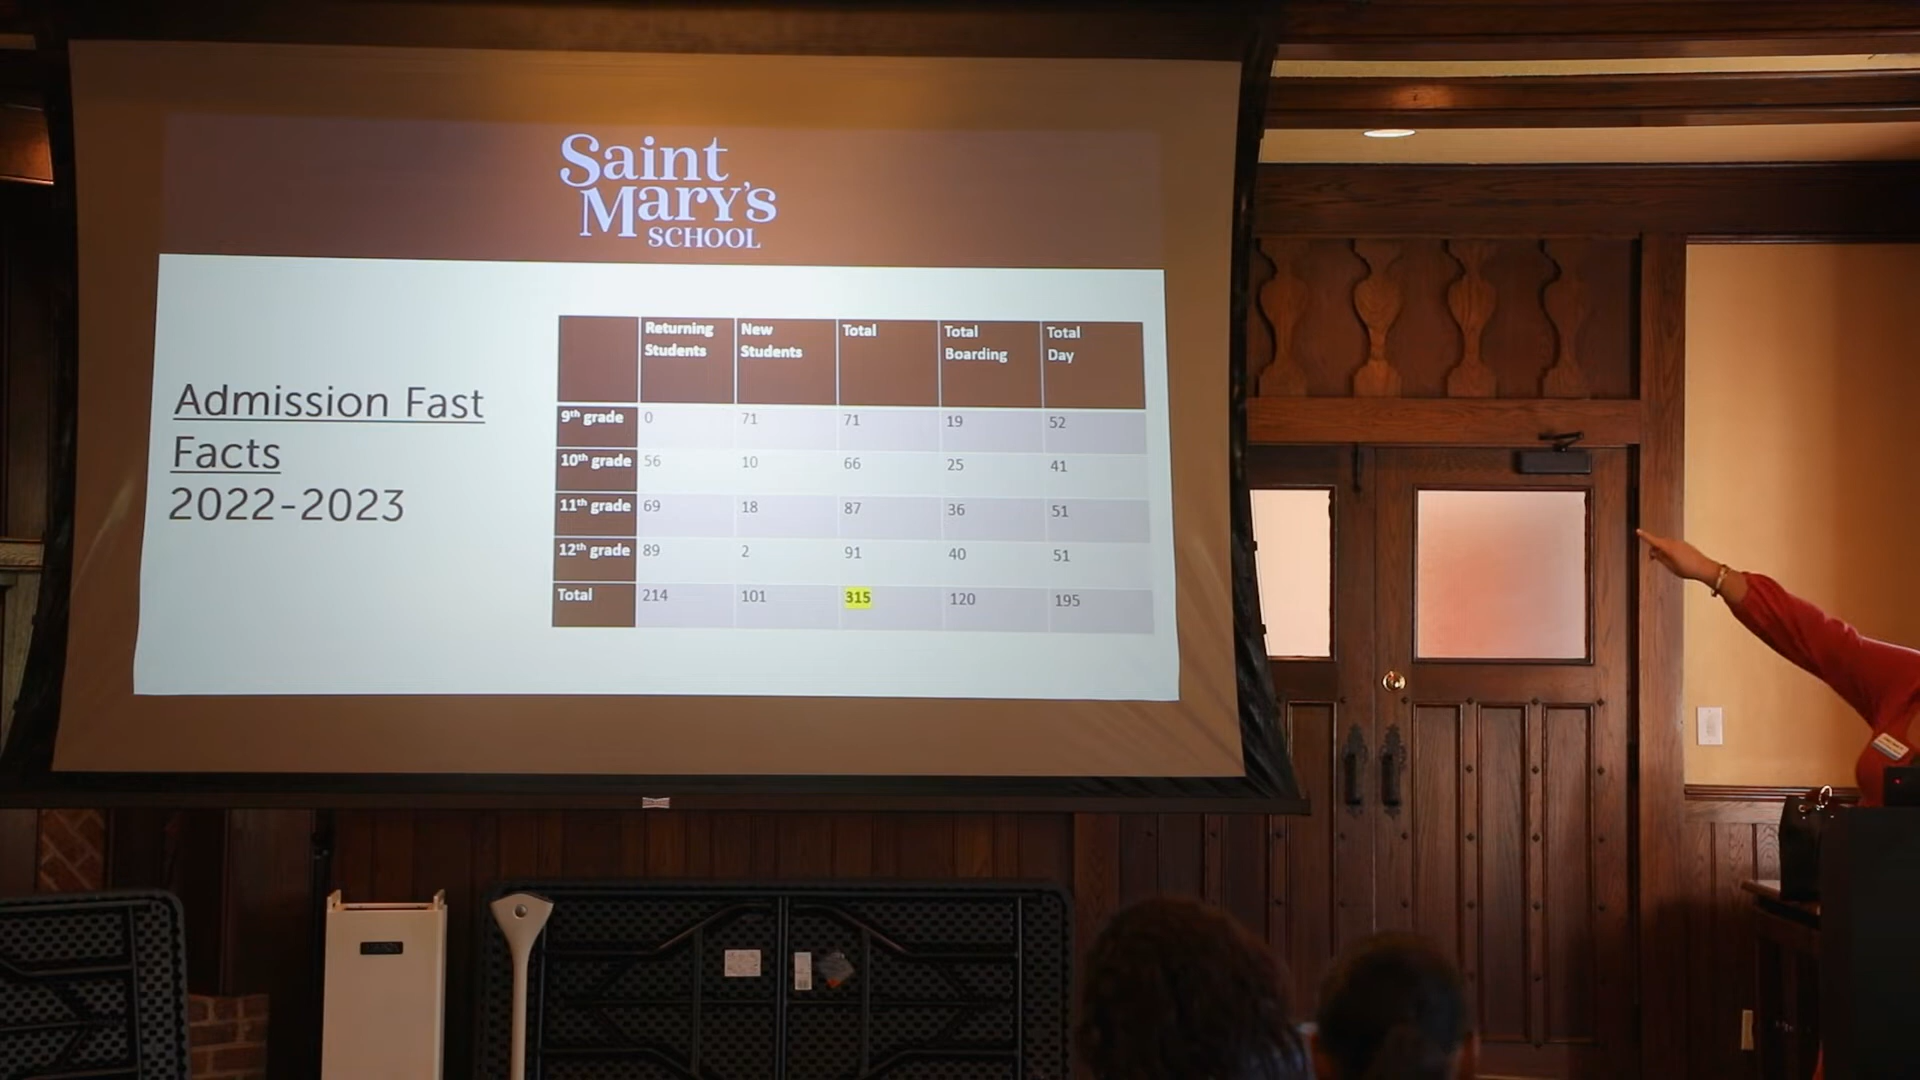 Saint
Mary's
SCHOOL
Admission Fast
Facts
2022-2023
Returning Students New Students Total Total Boarding Total Day
9th grade 0 71 71 19 52
10th grade 56 10 66 25 41
11th grade 69 18 87 36 51
12th grade 89 2 91 40 51
Total 214 101 315 120 195